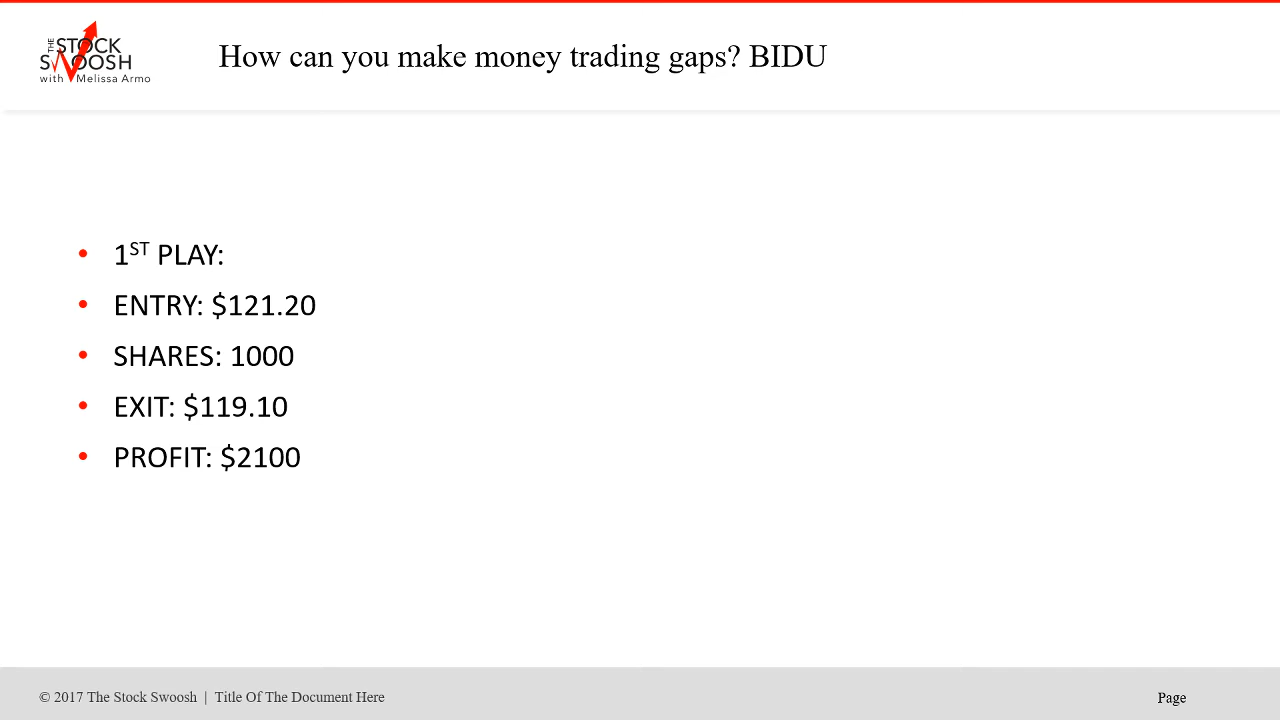 THE
STOCK
SWOOSH
with Melissa Armo
How can you make money trading gaps? BIDU
• 1ST PLAY:
• ENTRY: $121.20
• SHARES: 1000
• EXIT: $119.10
• PROFIT: $2100
© 2017 The Stock Swoosh | Title Of The Document Here
Page